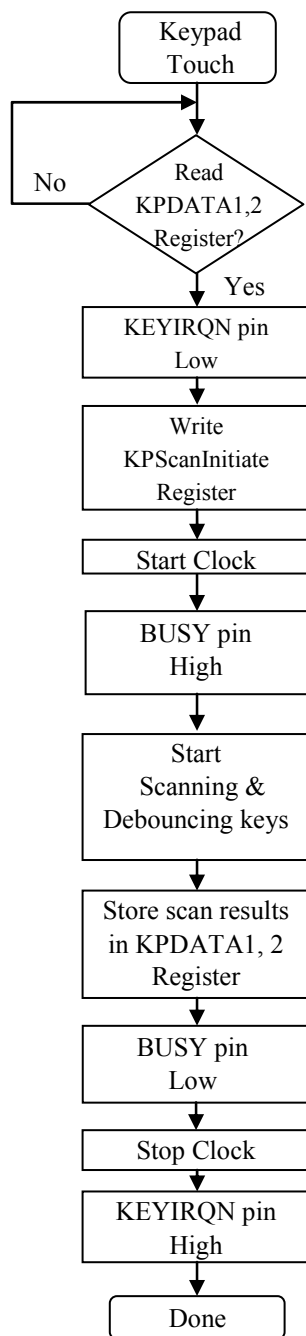 Keypad
Touch
No
Read
KPDATA1,2
Register?
Yes
KEYIRQN pin
Low
Write
KPScanInitiate
Register
Start Clock
BUSY pin
High
Start
Scanning &
Debouncing keys
Store scan results
in KPDATA1, 2
Register
BUSY pin
Low
Stop Clock
KEYIRQN pin
High
Done